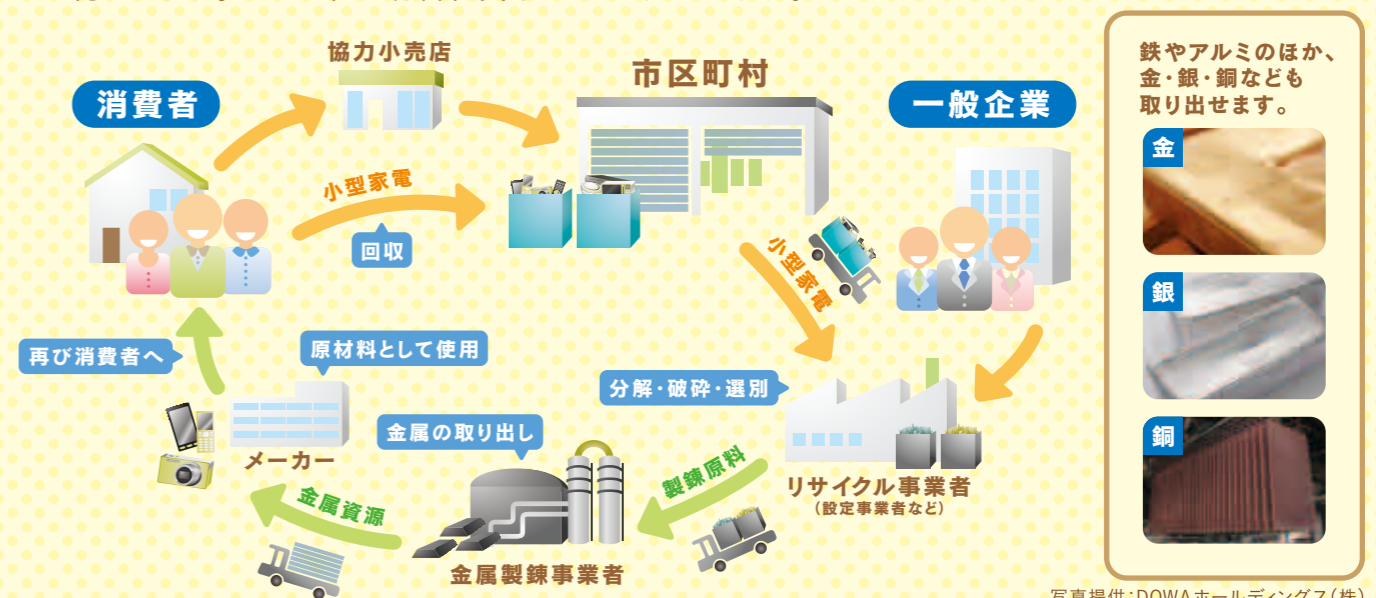 協力小売店
市区町村
消費者
一般企業
小型家電
回収
小型家電
再び消費者へ
原材料として使用
分解・破砕・選別
金属の取り出し
メーカー
製錬原料
リサイクル事業者
(設定事業者など)
金属資源
金属製錬事業者
鉄やアルミのほか、
金・銀・銅なども
取り出せます。
金
銀
銅
写真提供:DOWAホールディングス(株)